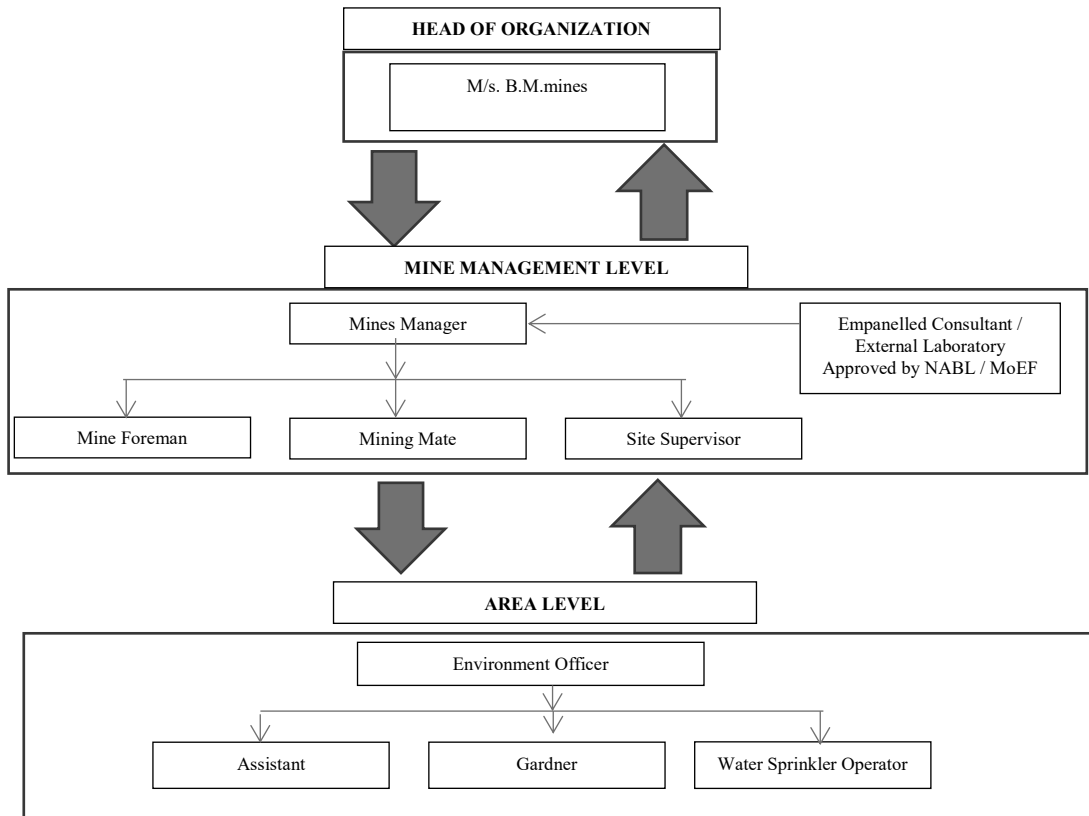 HEAD OF ORGANIZATION
M/s. B.M.mines
MINE MANAGEMENT LEVEL
Mines Manager
Empanelled Consultant /
External Laboratory
Approved by NABL / MoEF
Mine Foreman
Mining Mate
Site Supervisor
AREA LEVEL
Environment Officer
Assistant
Gardner
Water Sprinkler Operator